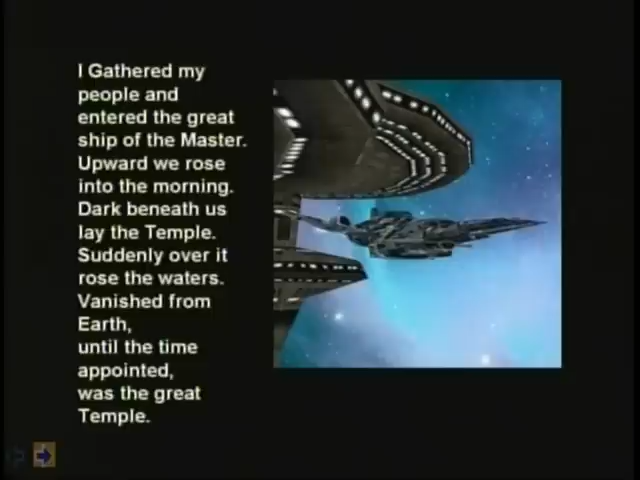 I Gathered my
people and
entered the great
ship of the Master.
Upward we rose
into the morning.
Dark beneath us
lay the Temple.
Suddenly over it
rose the waters.
Vanished from
Earth,
until the time
appointed,
was the great
Temple.